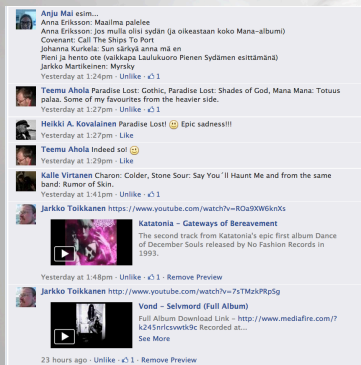 Anju Mai esim...
Anna Eriksson: Maailma palelee
Anna Eriksson: Jos mulla olisi sydän (ja oikeastaan koko Mana-albumi)
Covenant: Call The Ships To Port
Johanna Kurkela: Sun särkyä anna mä en
Pieni ja hento ote (vaikkapa Laulukuoro Pienen Sydämen esittämänä)
Jarkko Martikeinen: Myrsky
Yesterday at 1:24pm · Unlike · 1
Teemu Ahola Paradise Lost: Gothic, Paradise Lost: Shades of God, Mana Mana: Totuus
palaa. Some of my favourites from the heavier side.
Yesterday at 1:27pm · Unlike · 1
Heikki A. Kovalainen Paradise Lost! Epic sadness!!!
Yesterday at 1:27pm · Like
Teemu Ahola Indeed so!
Yesterday at 1:29pm · Like
Kalle Virtanen Charon: Colder, Stone Sour: Say You´ll Haunt Me and from the same
band: Rumor of Skin.
Yesterday at 1:41pm · Unlike · 1
Jarkko Toikkanen https://www.youtube.com/watch?v=ROa9XW6knXs
Katatonia - Gateways of Bereavement
The second track from Katatonia's epic first album Dance
of December Souls released by No Fashion Records in
1993.
Yesterday at 1:48pm · Unlike · 1 · Remove Preview
Jarkko Toikkanen http://www.youtube.com/watch?v=7sTMzkPRpSg
Vond - Selvmord (Full Album)
Full Album Download Link - http://www.mediafire.com/?
k245nrlcsvwtk9c Recorded at...
See More
23 hours ago · Unlike · 1 · Remove Preview